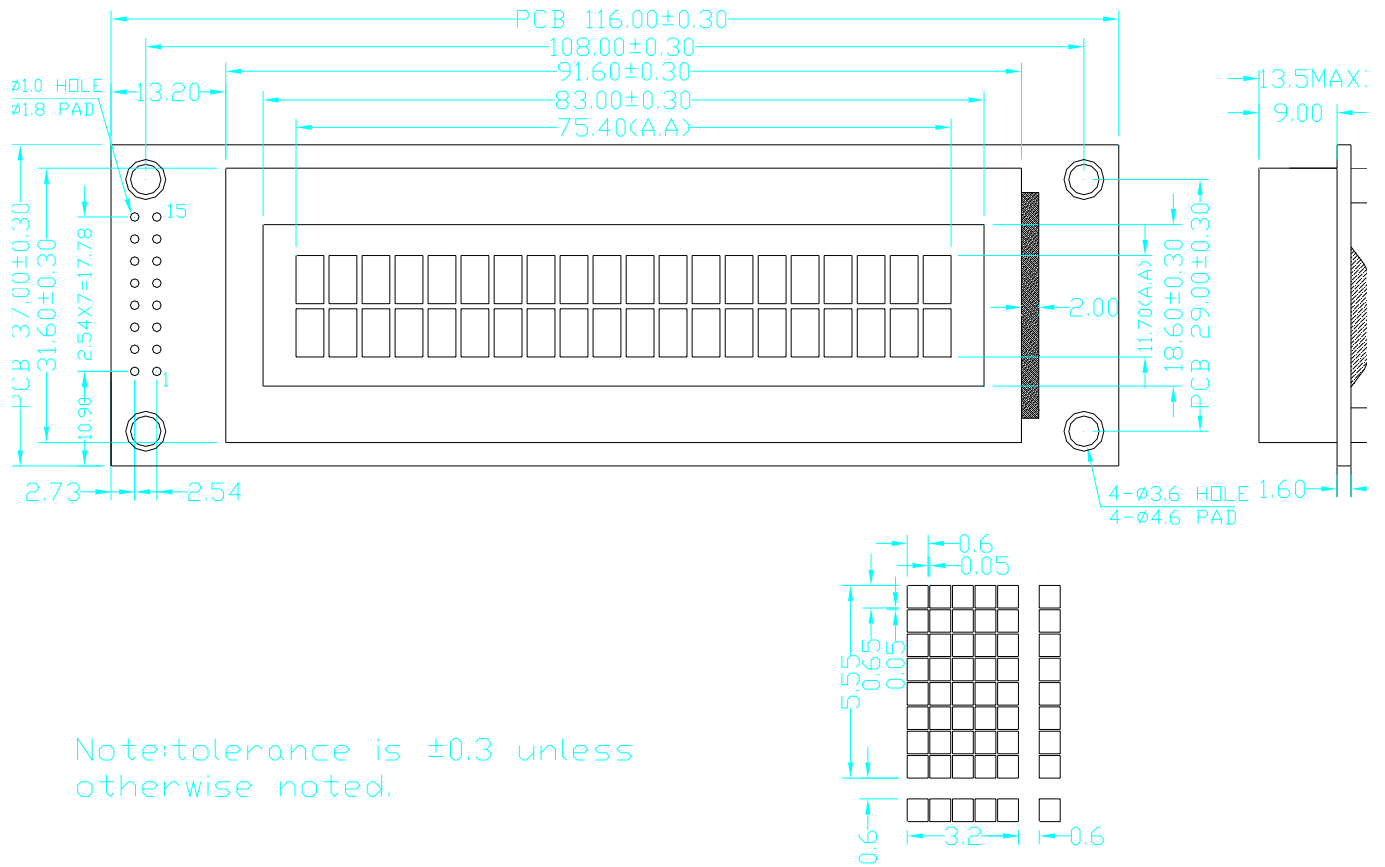 PCB 116.00±0.30
108.00±0.30
91.60±0.30
83.00±0.30
75.40(A.A)
13.20
ø1.0 HOLE
ø1.8 PAD
13.5MAX
9.00
15
1
PCB 37.00±0.30
31.60±0.30
2.54X7=17.78
10.90
2.73
2.54
2.00
11.70(A.A)
18.60±0.30
PCB 29.00±0.30
4-ø3.6 HOLE
4-ø4.6 PAD
1.60
0.6
0.05
5.55
0.65
0.05
0.6
3.2
0.6
Note:tolerance is ±0.3 unless
otherwise noted.